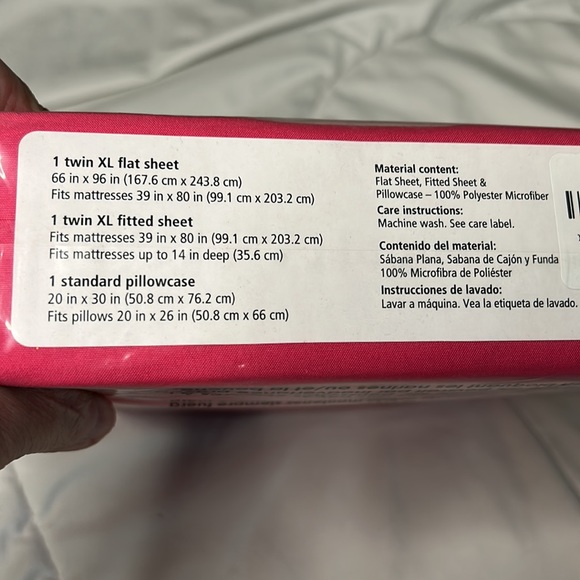 1 twin XL flat sheet
66 in x 96 in (167.6 cm x 243.8 cm)
Fits mattresses 39 in x 80 in (99.1 cm x 203.2 cm)
1 twin XL fitted sheet
Fits mattresses 39 in x 80 in (99.1 cm x 203.2 cm)
Fits mattresses up to 14 in deep (35.6 cm)
1 standard pillowcase
20 in x 30 in (50.8 cm x 76.2 cm)
Fits pillows 20 in x 26 in (50.8 cm x 66 cm)
Material content:
Flat Sheet, Fitted Sheet &
Pillowcase – 100% Polyester Microfiber
Care instructions:
Machine wash. See care label.
Contenido del material:
Sábana Plana, Sabana de Cajón y Funda
100% Microfibra de Poliéster
Instrucciones de lavado:
Lavar a máquina. Vea la etiqueta de lavado.